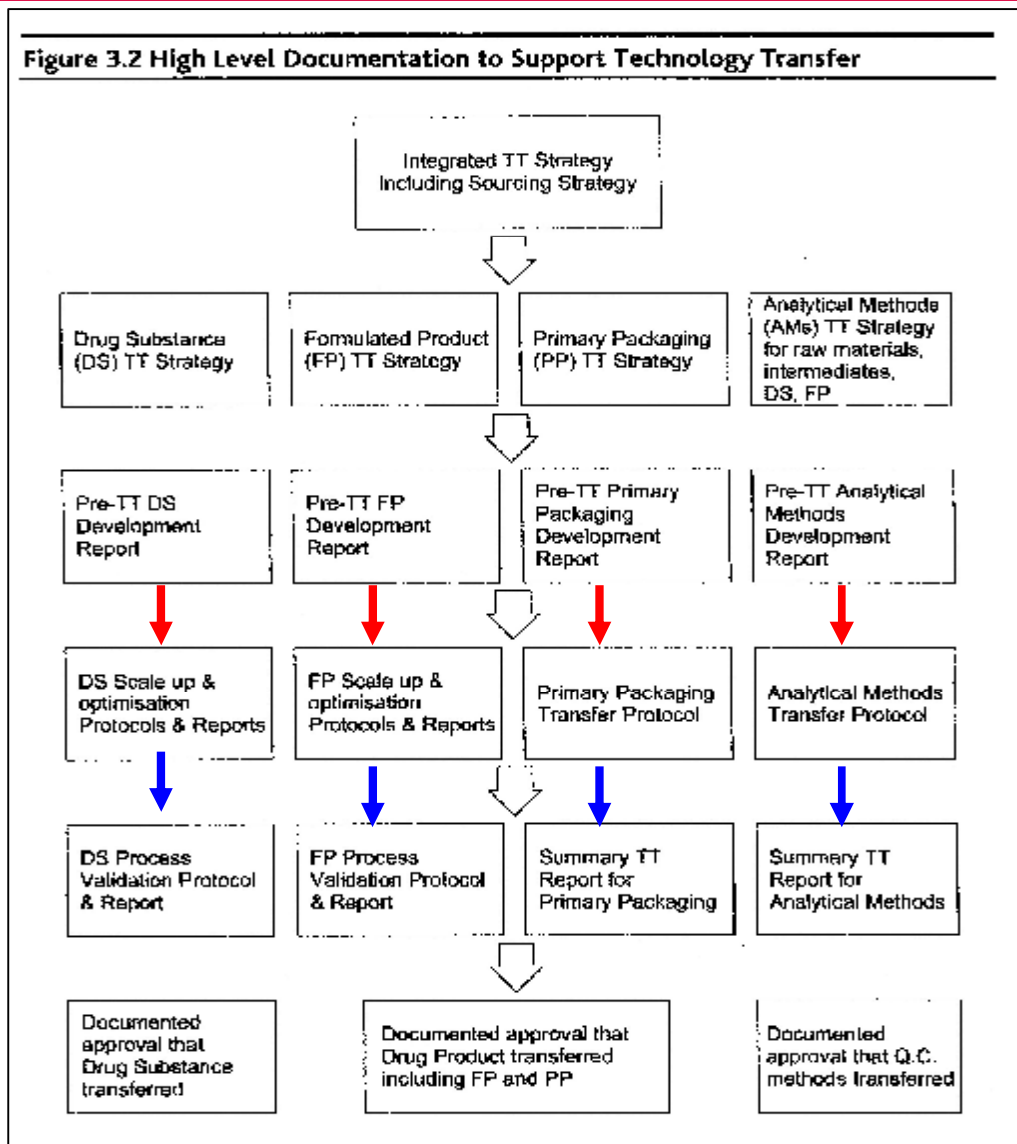 Figure 3.2 High Level Documentation to Support Technology Transfer
Integrated TT Strategy
Including Sourcing Strategy
Drug Substance
(DS) TT Strategy
Formulated Product
(FP) TT Strategy
Primary Packaging
(PP) TT Strategy
Analytical Methods
(AMs) TT Strategy
for raw materials,
intermediates,
DS, FP
Pre-TT DS
Development
Report
Pre-TT FP
Development
Report
Pre-TT Primary
Packaging
Development
Report
Pre-TT Analytical
Methods
Development
Report
DS Scale up &
optimisation
Protocols & Reports
FP Scale up &
optimisation
Protocols & Reports
Primary Packaging
Transfer Protocol
Analytical Methods
Transfer Protocol
DS Process
Validation Protocol
& Report
FP Process
Validation Protocol
& Report
Summary TT
Report for
Primary Packaging
Summary TT
Report for
Analytical Methods
Documented
approval that
Drug Substance
transferred
Documented approval that
Drug Product transferred
including FP and PP
Documented
approval that Q.C.
methods transferred